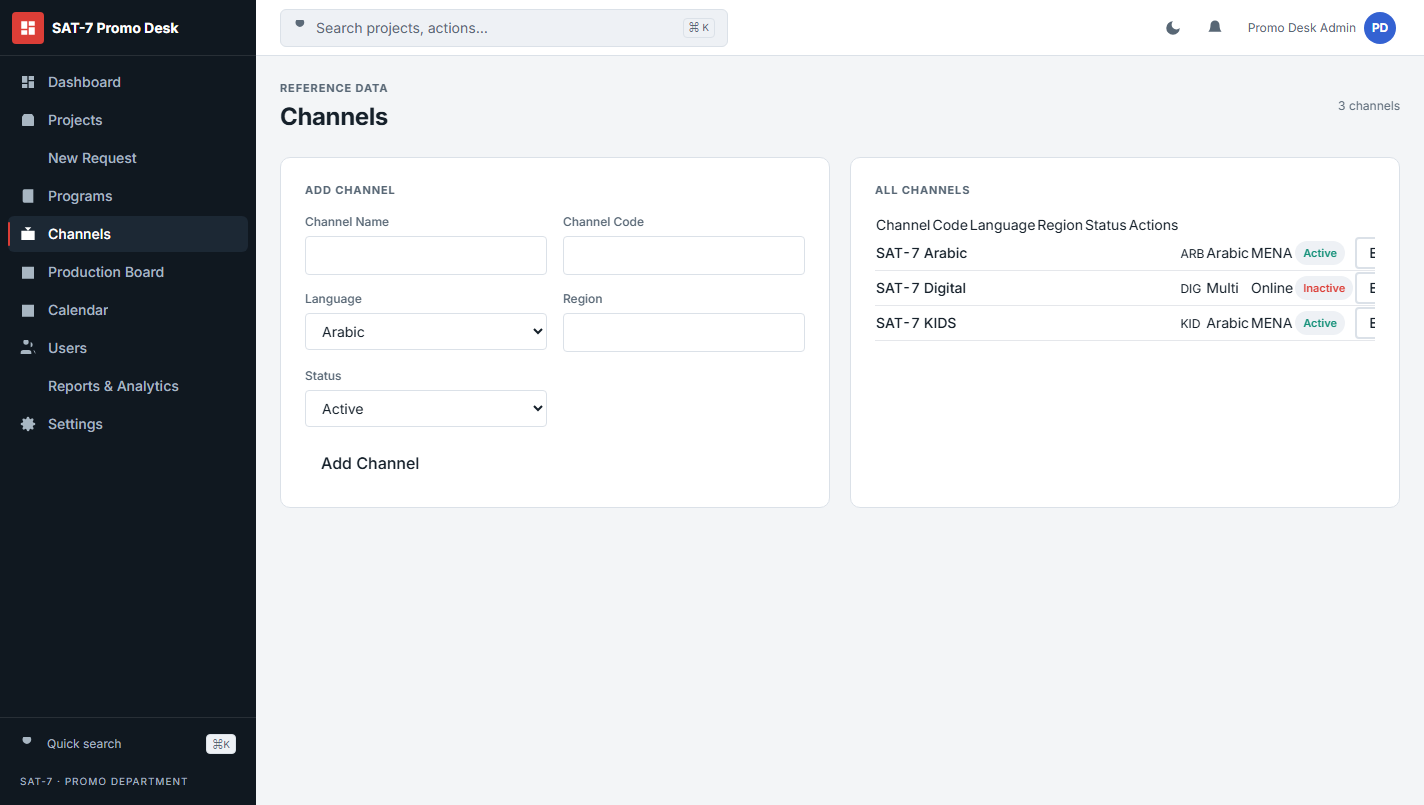 SAT-7 Promo Desk
Search projects, actions...
⌘ K
Promo Desk Admin
PD
Dashboard
Projects
New Request
Programs
Channels
Production Board
Calendar
Users
Reports & Analytics
Settings
Quick search
⌘K
SAT-7 · PROMO DEPARTMENT
REFERENCE DATA
Channels
3 channels
ADD CHANNEL
Channel Name
Channel Code
Language
Region
Arabic
Status
Active
Add Channel
ALL CHANNELS
Channel Code Language Region Status Actions
SAT-7 Arabic ARB Arabic MENA Active
SAT-7 Digital DIG Multi Online Inactive
SAT-7 KIDS KID Arabic MENA Active